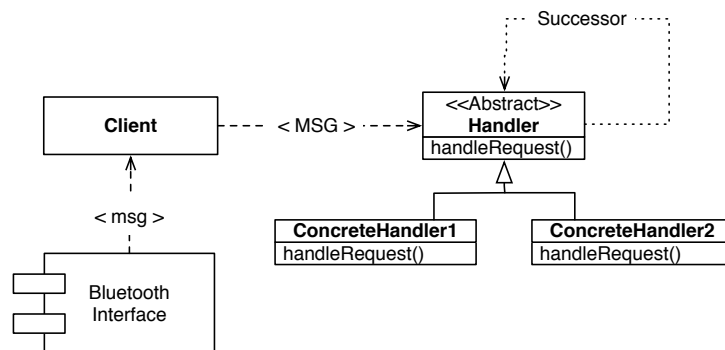 Successor
<<Abstract>>
Handler
handleRequest()
Client
< MSG >
< msg >
ConcreteHandler1
handleRequest()
ConcreteHandler2
handleRequest()
Bluetooth
Interface